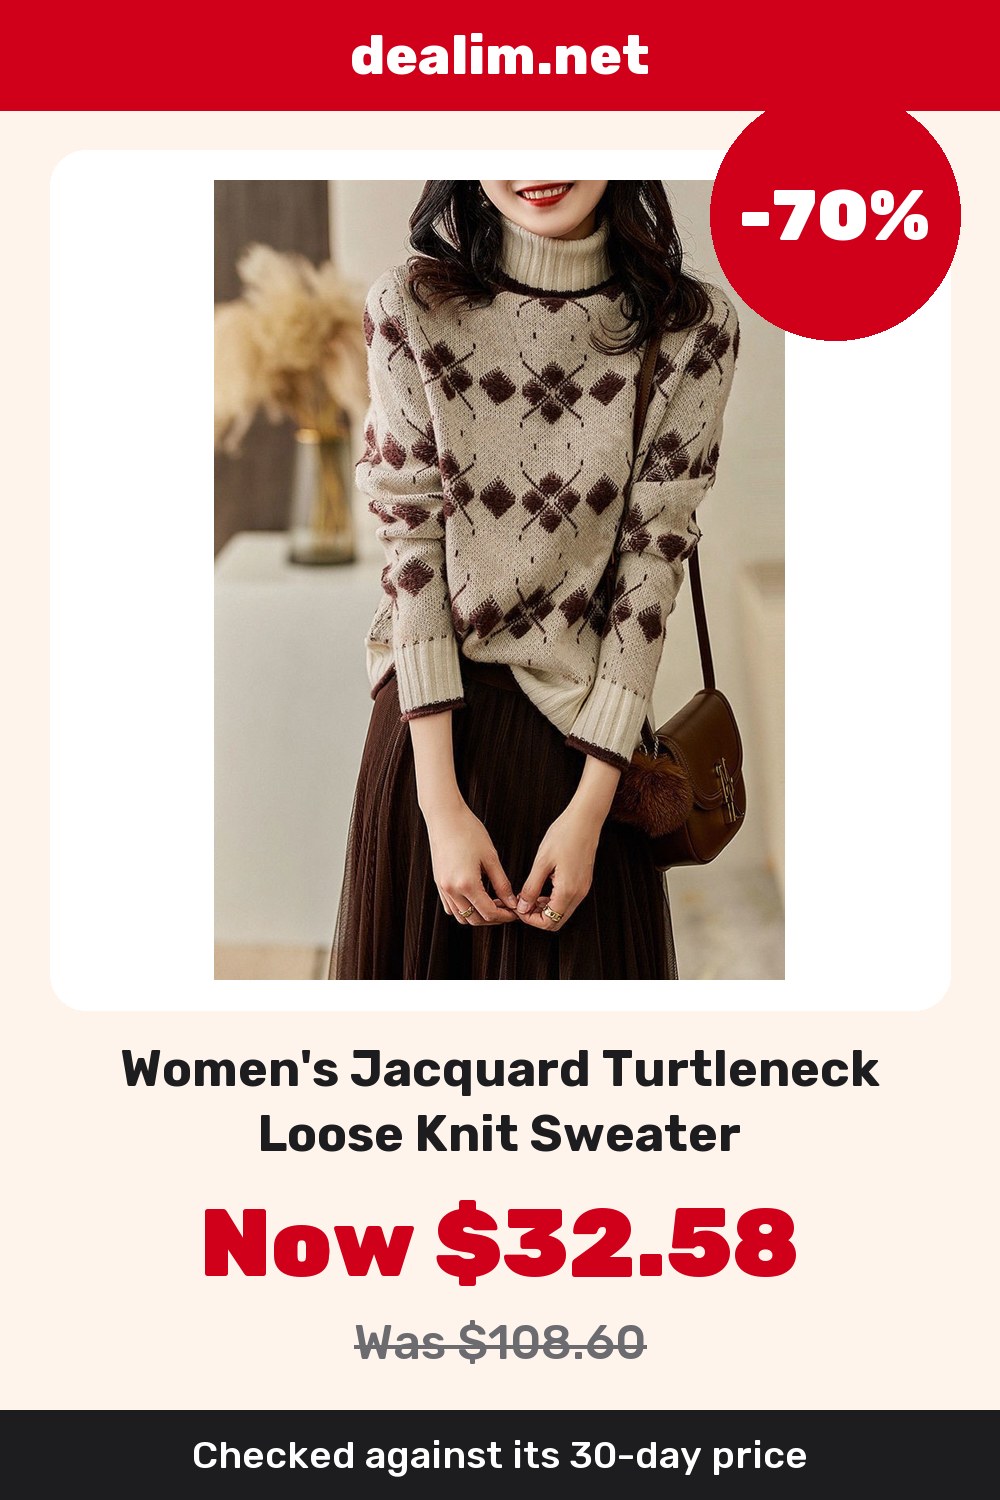 dealim.net
-70%
Women's Jacquard Turtleneck
Loose Knit Sweater
Now $32.58
Was $108.60
Checked against its 30-day price